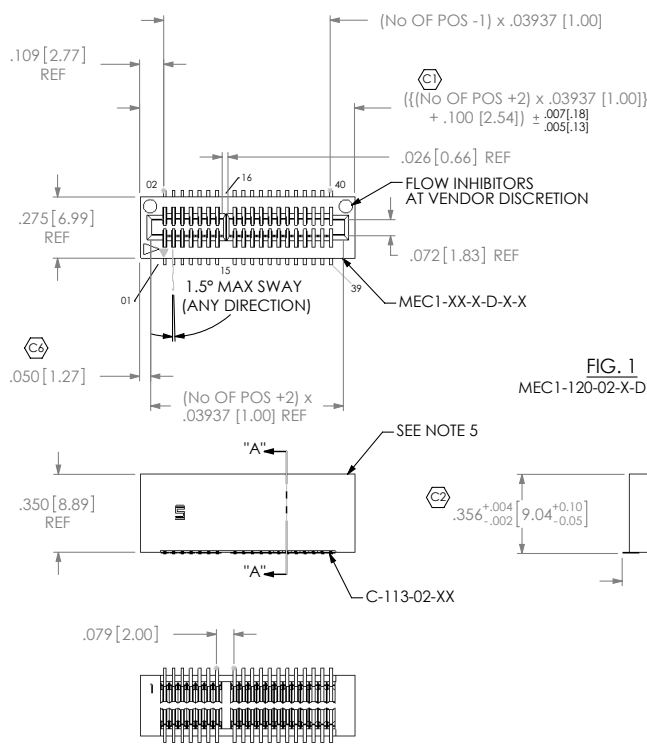 (No OF POS -1) x .03937 [1.00]
.109 [2.77]
REF
C1
({(No OF POS +2) x .03937 [1.00]}
+ .100 [2.54]) ± .007[.18]
.005[.13]
.026 [0.66] REF
02
16
40
FLOW INHIBITORS
AT VENDOR DISCRETION
.275 [6.99]
REF
.072 [1.83] REF
15
01
39
1.5° MAX SWAY
(ANY DIRECTION)
MEC1-XX-X-D-X-X
C6
.050 [1.27]
(No OF POS +2) x
.03937 [1.00] REF
FIG. 1
MEC1-120-02-X-D
"A"
SEE NOTE 5
.350 [8.89]
REF
C2
.356 +.004 -.002 [9.04 +0.10 -0.05]
"A"
C-113-02-XX
.079 [2.00]
1